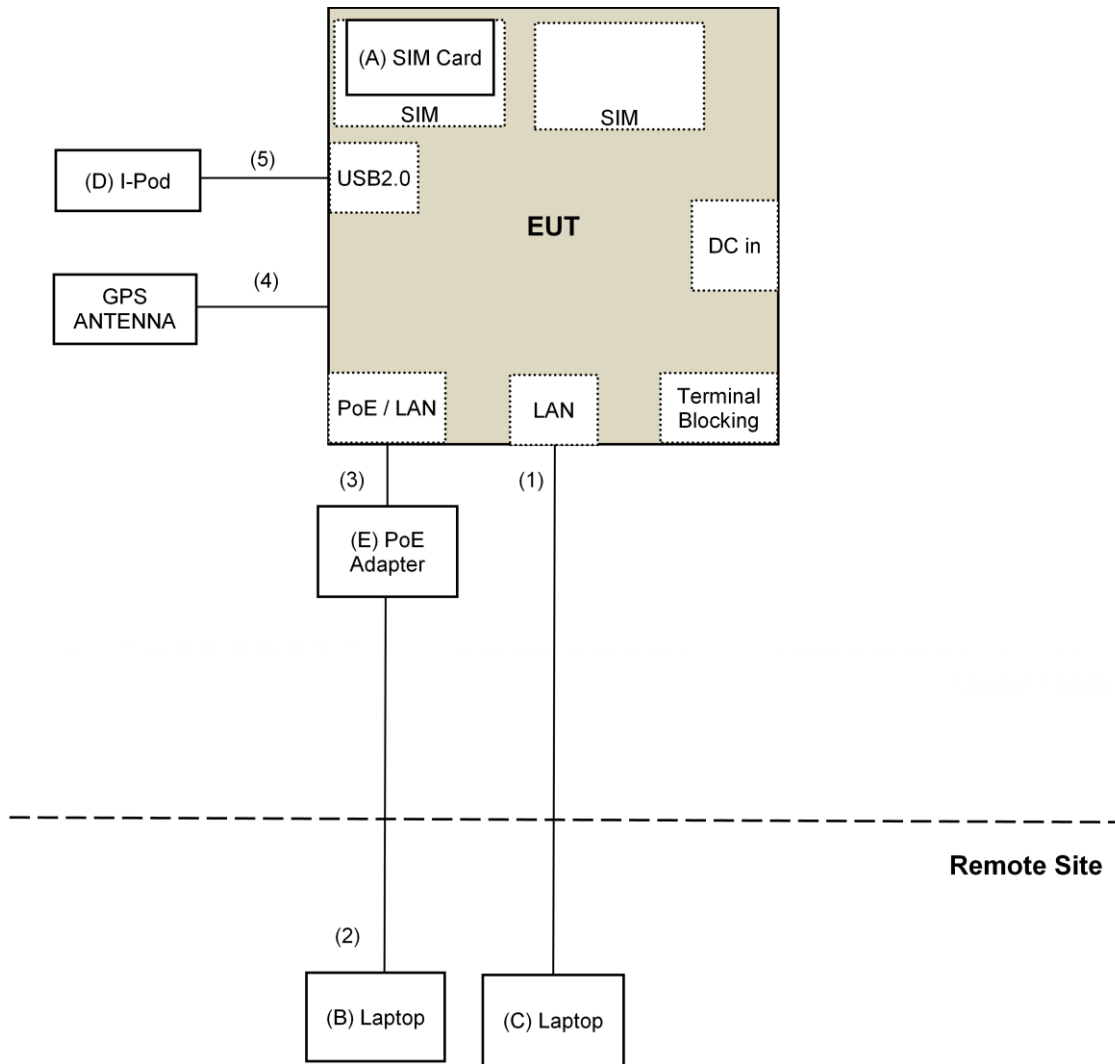 (A) SIM Card
SIM
SIM
(5)
(D) I-Pod
USB2.0
EUT
DC in
(4)
GPS
ANTENNA
PoE / LAN
LAN
Terminal
Blocking
(3)
(1)
(E) PoE
Adapter
Remote Site
(2)
(B) Laptop
(C) Laptop